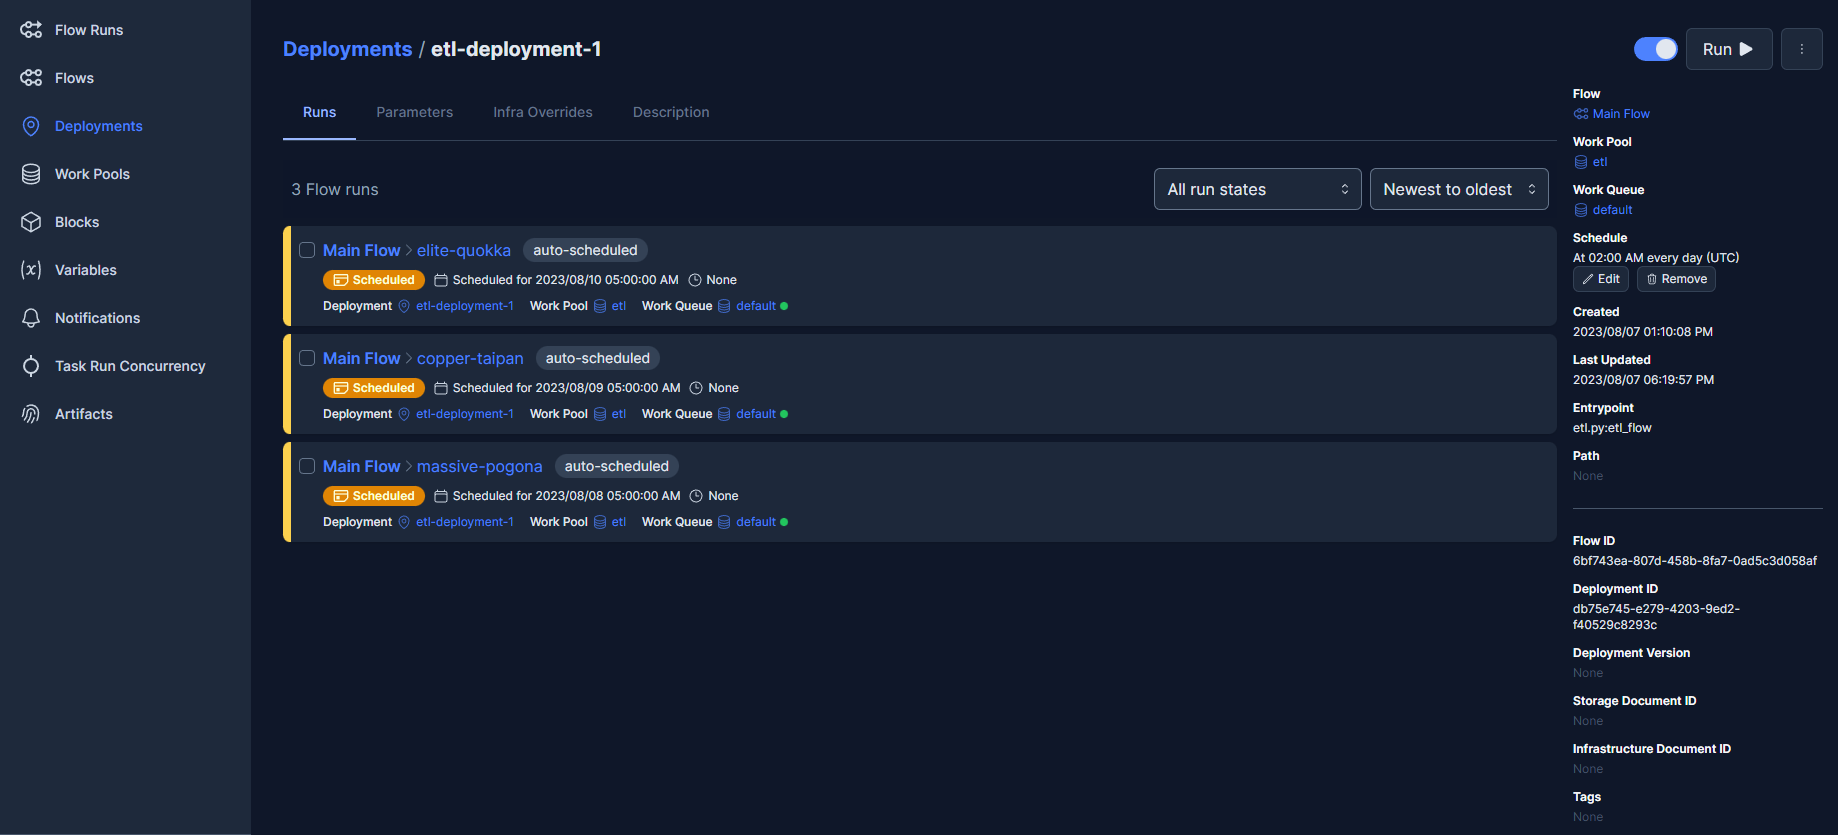 Flow Runs
Flows
Deployments
Work Pools
Blocks
(x) Variables
Notifications
Task Run Concurrency
Artifacts
Deployments / etl-deployment-1
Run
Runs Parameters Infra Overrides Description
3 Flow runs
All run states
Newest to oldest
Main Flow > elite-quokka auto-scheduled
Scheduled Scheduled for 2023/08/10 05:00:00 AM None
Deployment etl-deployment-1 Work Pool etl Work Queue default
Main Flow > copper-taipan auto-scheduled
Scheduled Scheduled for 2023/08/09 05:00:00 AM None
Deployment etl-deployment-1 Work Pool etl Work Queue default
Main Flow > massive-pogona auto-scheduled
Scheduled Scheduled for 2023/08/08 05:00:00 AM None
Deployment etl-deployment-1 Work Pool etl Work Queue default
Flow
Main Flow
Work Pool
etl
Work Queue
default
Schedule
At 02:00 AM every day (UTC)
Edit Remove
Created
2023/08/07 01:10:08 PM
Last Updated
2023/08/07 06:19:57 PM
Entrypoint
etl.py:etl_flow
Path
None
Flow ID
6bf743ea-807d-458b-8fa7-0ad5c3d058af
Deployment ID
db75e745-e279-4203-9ed2-
f40529c8293c
Deployment Version
None
Storage Document ID
None
Infrastructure Document ID
None
Tags
None